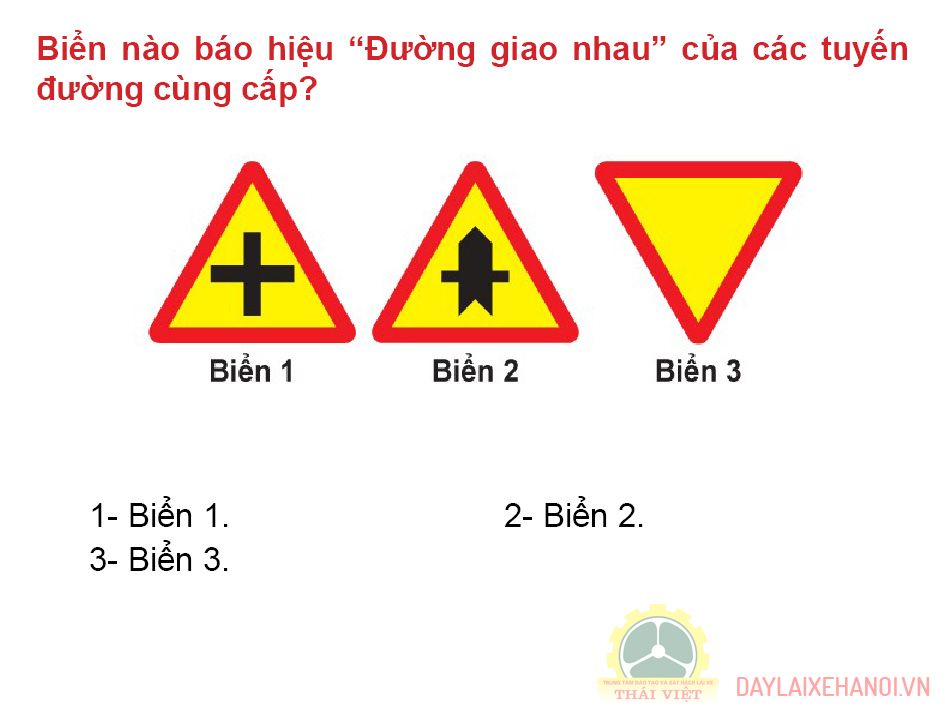 Biển nào báo hiệu “Đường giao nhau” của các tuyến
đường cùng cấp?
Biển 1 Biển 2 Biển 3
1- Biển 1. 2- Biển 2.
3- Biển 3.
TRUNG TÂM ĐÀO TẠO VÀ SÁT HẠCH LÁI XE
THÁI VIỆT
DAYLAIXEHANOI.VN